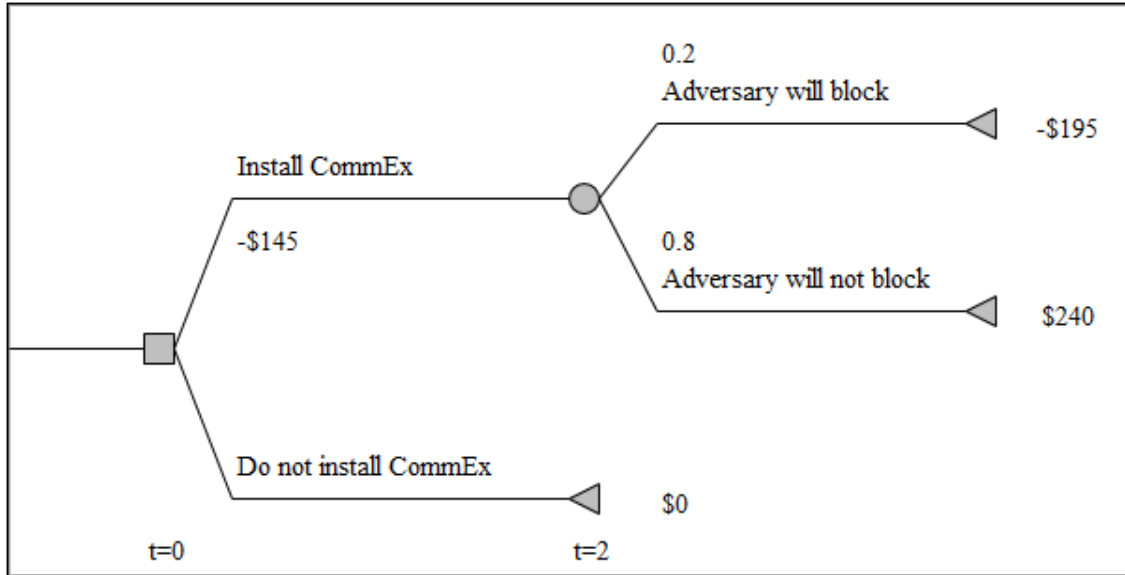 0.2
Adversary will block
-$195
Install CommEx
-$145
0.8
Adversary will not block
$240
Do not install CommEx
$0
t=0
t=2